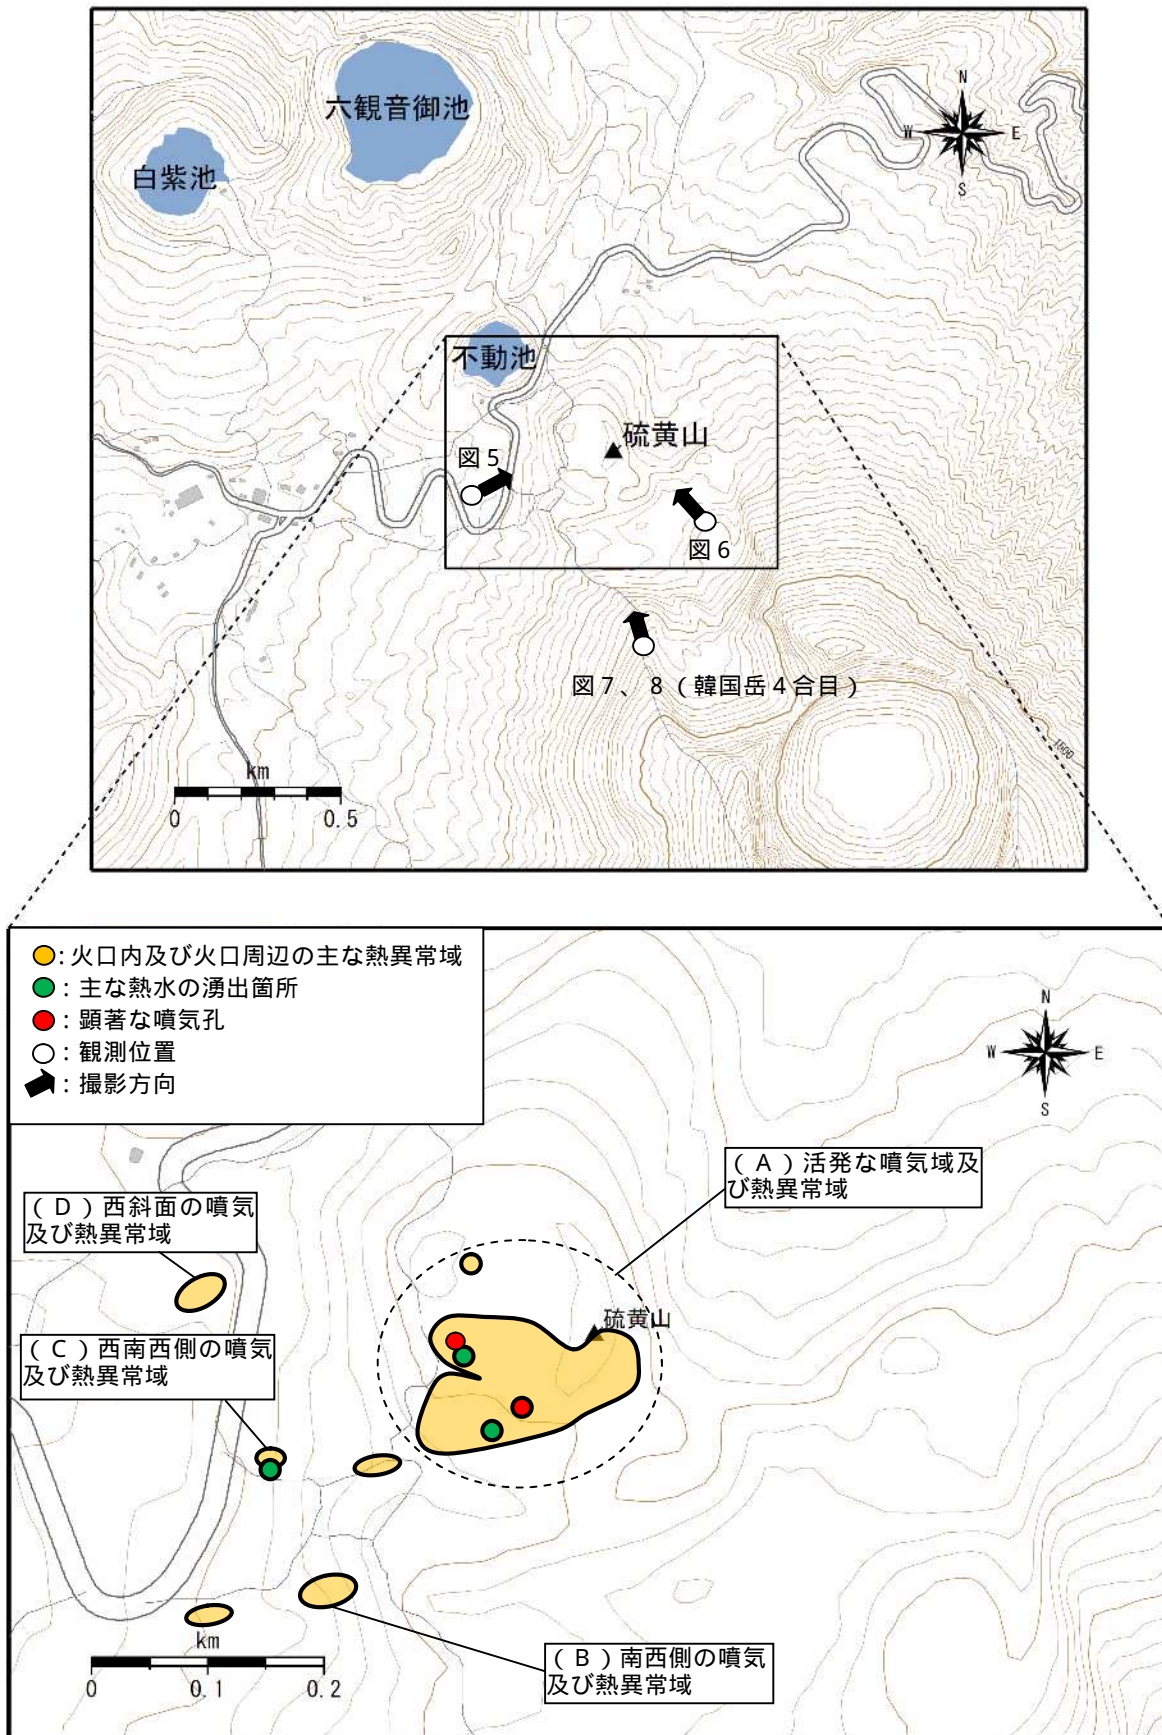 六観音御池
白紫池
N
W
E
S
不動池
硫黄山
図5
図6
図7、8(韓国岳4合目)
1500
km
0
0.5
:火口内及び火口周辺の主な熱異常域
:主な熱水の湧出箇所
:顕著な噴気孔
:観測位置
:撮影方向
N
W
E
S
(A)活発な噴気域及
び熱異常域
(D)西斜面の噴気
及び熱異常域
硫黄山
(C)西南西側の噴気
及び熱異常域
(B)南西側の噴気
及び熱異常域
km
0
0.1
0.2